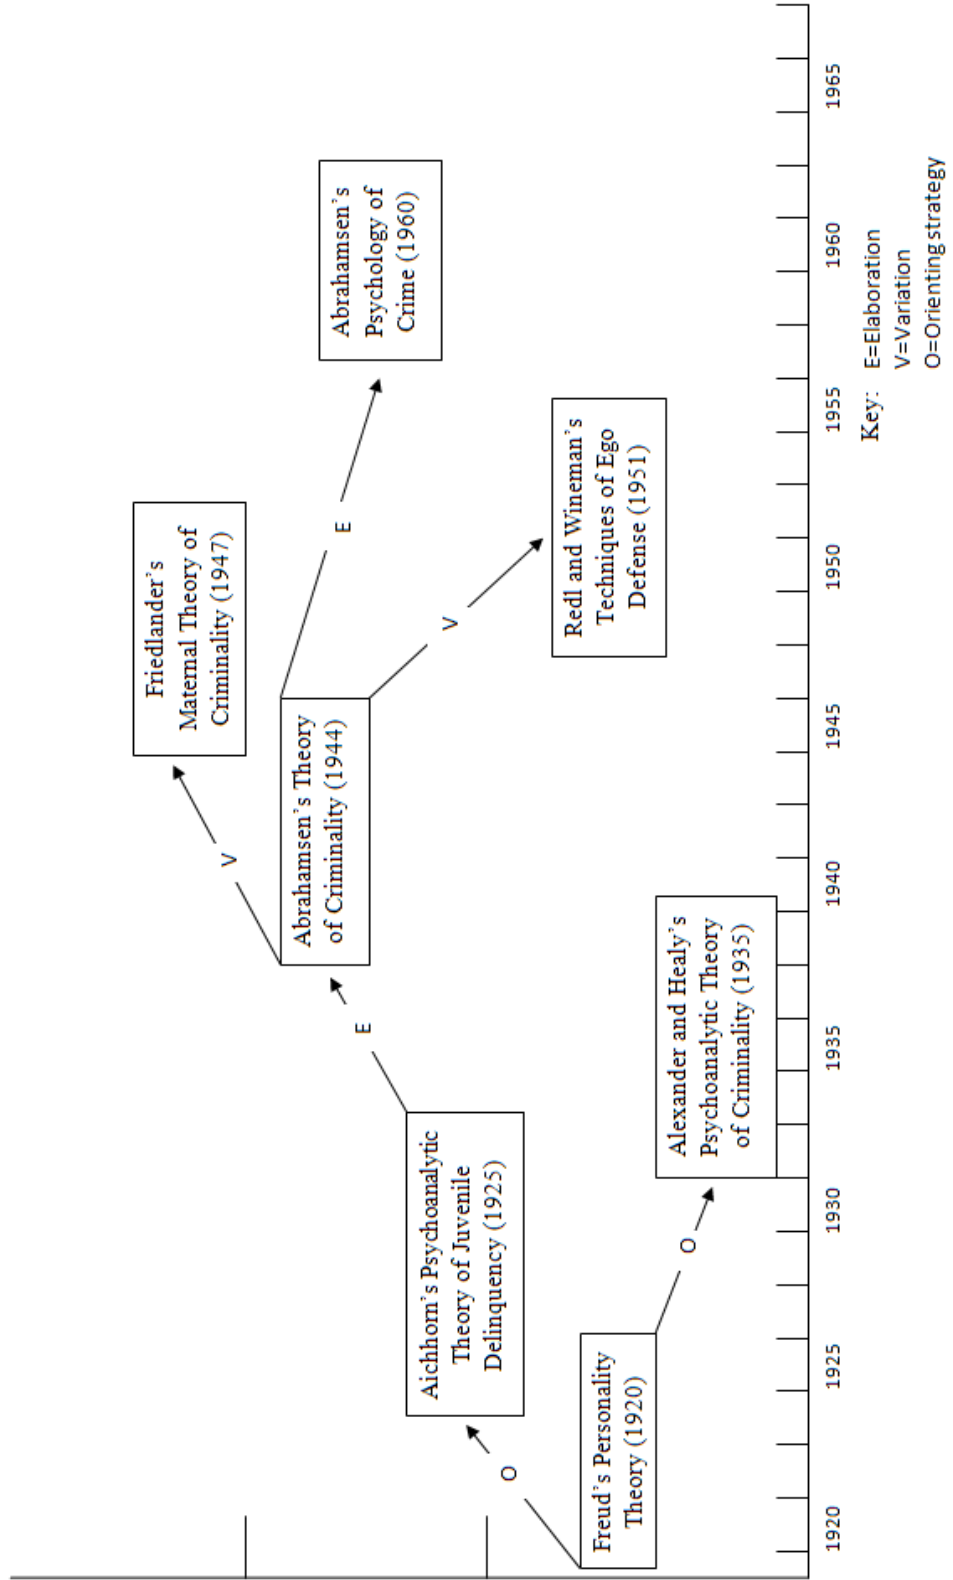 Friedlander's
Maternal Theory of
Criminality (1947)
Abrahamsen's
Psychology of
Crime (1960)
Abrahamsen's Theory
of Criminality (1944)
Aichhorn's Psychoanalytic
Theory of Juvenile
Delinquency (1925)
Redl and Wineman's
Techniques of Ego
Defense (1951)
Freud's Personality
Theory (1920)
Alexander and Healy's
Psychoanalytic Theory
of Criminality (1935)
O
O
E
V
E
V
1920
1925
1930
1935
1940
1945
1950
1955
1960
1965
Key:
E=Elaboration
V=Variation
O=Orienting strategy